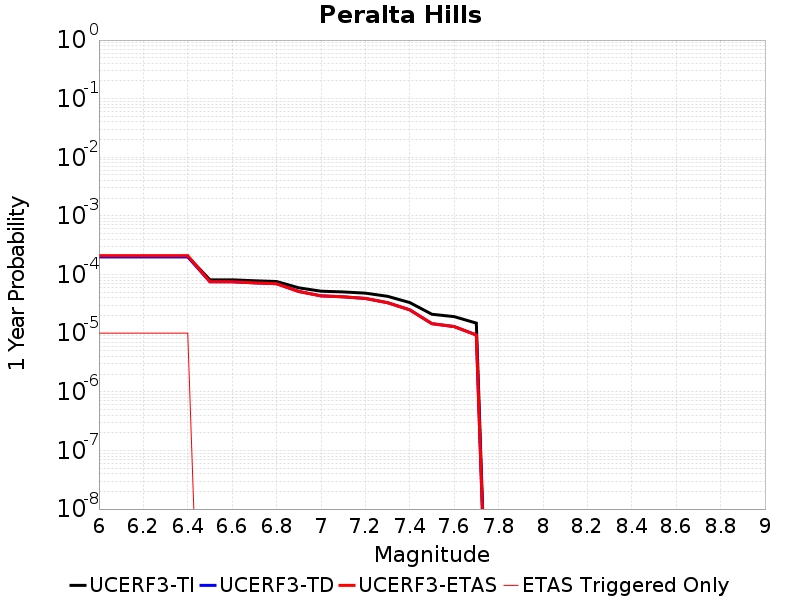 Peralta Hills
1 Year Probability
10^0
10^-1
10^-2
10^-3
10^-4
10^-5
10^-6
10^-7
10^-8
6 6.2 6.4 6.6 6.8 7 7.2 7.4 7.6 7.8 8 8.2 8.4 8.6 8.8 9
Magnitude
UCERF3-TI UCERF3-TD UCERF3-ETAS ETAS Triggered Only